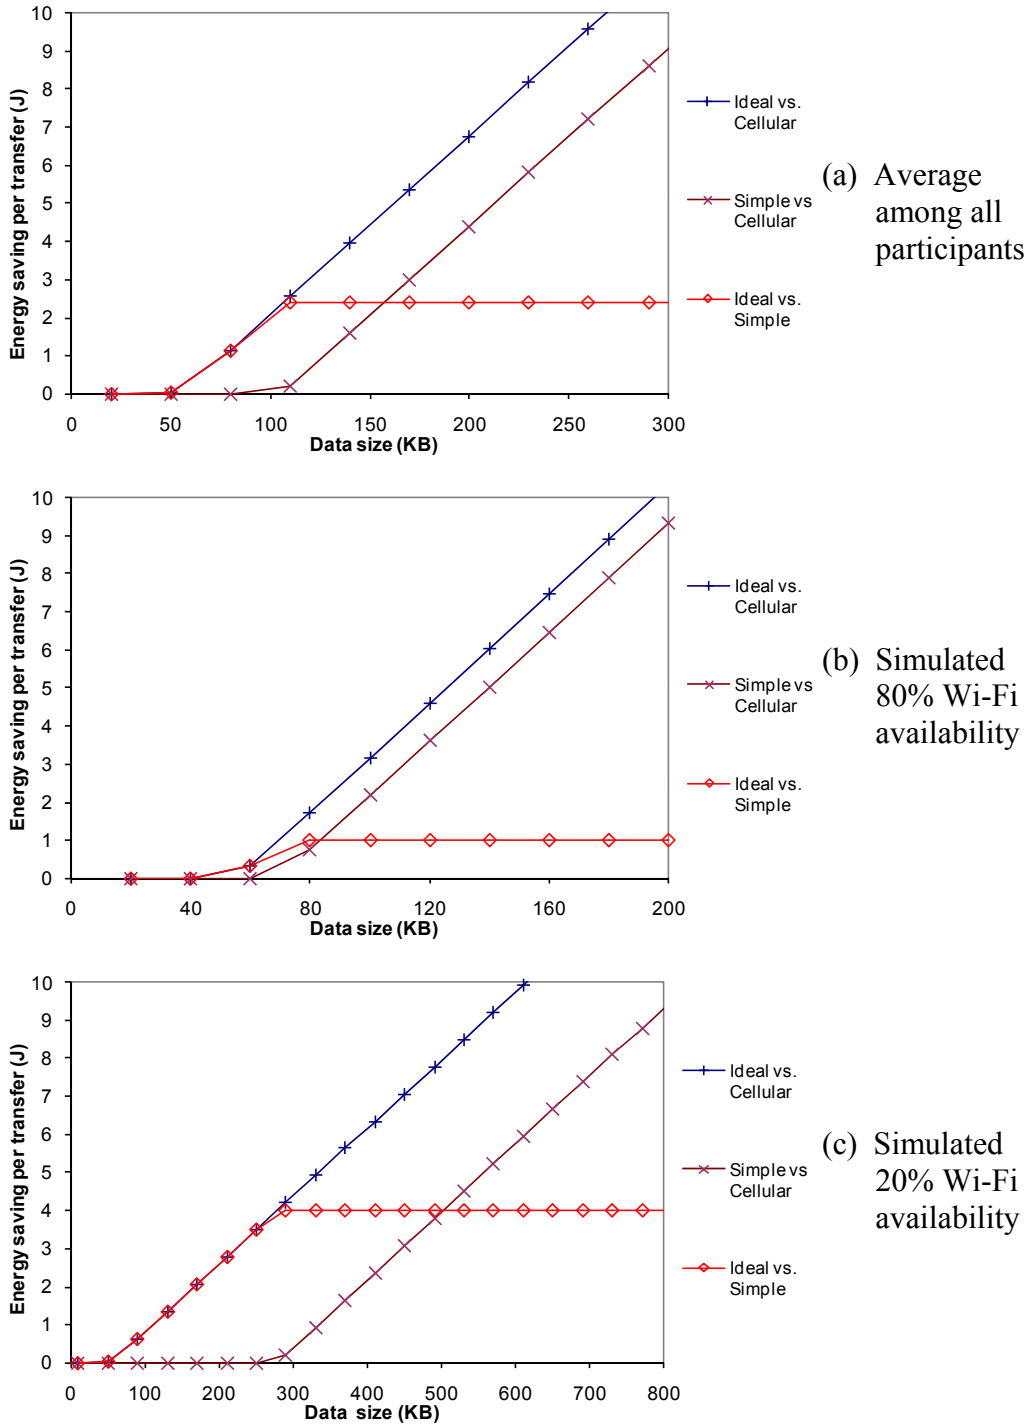 10
9
8
7
6
5
4
3
2
1
0
Energy saving per transfer (J)
0 50 100 150 200 250 300
Data size (KB)
Ideal vs.
Cellular
Simple vs
Cellular
Ideal vs.
Simple
(a) Average
among all
participants
10
9
8
7
6
5
4
3
2
1
0
Energy saving per transfer (J)
0 40 80 120 160 200
Data size (KB)
Ideal vs.
Cellular
Simple vs
Cellular
Ideal vs.
Simple
(b) Simulated
80% Wi-Fi
availability
10
9
8
7
6
5
4
3
2
1
0
Energy saving per transfer (J)
0 100 200 300 400 500 600 700 800
Data size (KB)
Ideal vs.
Cellular
Simple vs
Cellular
Ideal vs.
Simple
(c) Simulated
20% Wi-Fi
availability